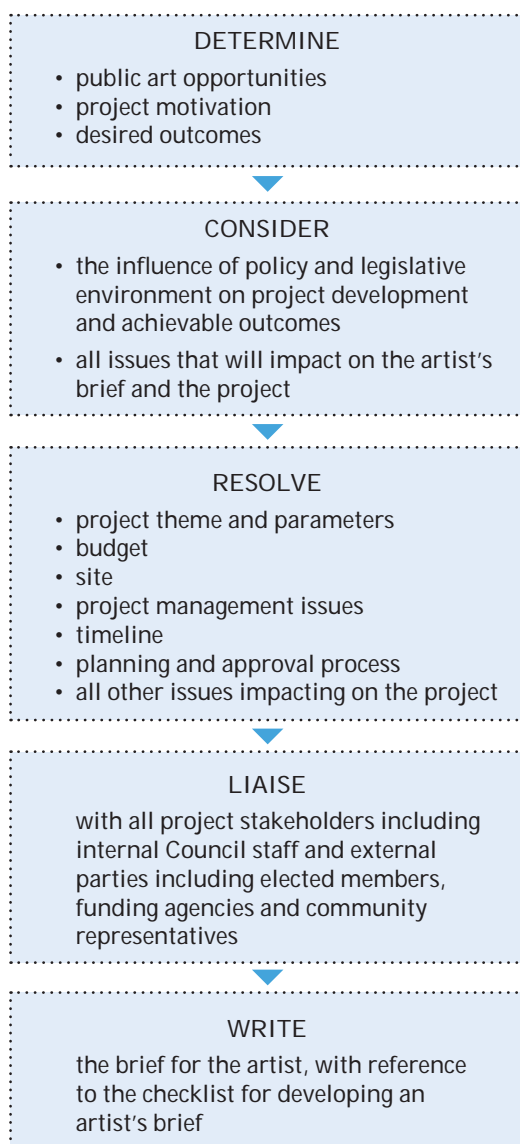 DETERMINE
• public art opportunities
• project motivation
• desired outcomes
CONSIDER
• the influence of policy and legislative
environment on project development
and achievable outcomes
• all issues that will impact on the artist's
brief and the project
RESOLVE
• project theme and parameters
• budget
• site
• project management issues
• timeline
• planning and approval process
• all other issues impacting on the project
LIAISE
with all project stakeholders including
internal Council staff and external
parties including elected members,
funding agencies and community
representatives
WRITE
the brief for the artist, with reference
to the checklist for developing an
artist's brief